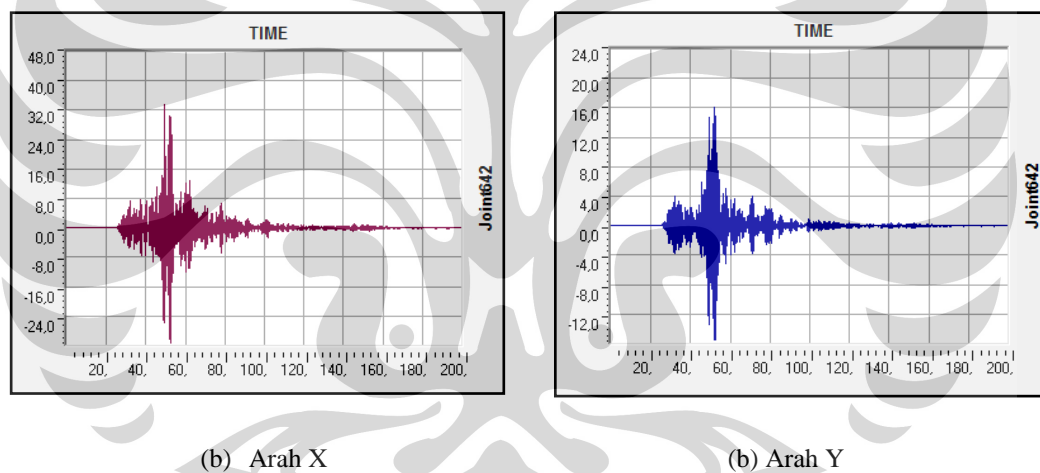 TIME
48,0
40,0
32,0
24,0
16,0
8,0
0,0
-8,0
-16,0
-24,0
20, 40, 60, 80, 100, 120, 140, 160, 180, 200,
Joint642
(b) Arah X
TIME
24,0
20,0
16,0
12,0
8,0
4,0
0,0
-4,0
-8,0
-12,0
20, 40, 60, 80, 100, 120, 140, 160, 180, 200,
Joint642
(b) Arah Y